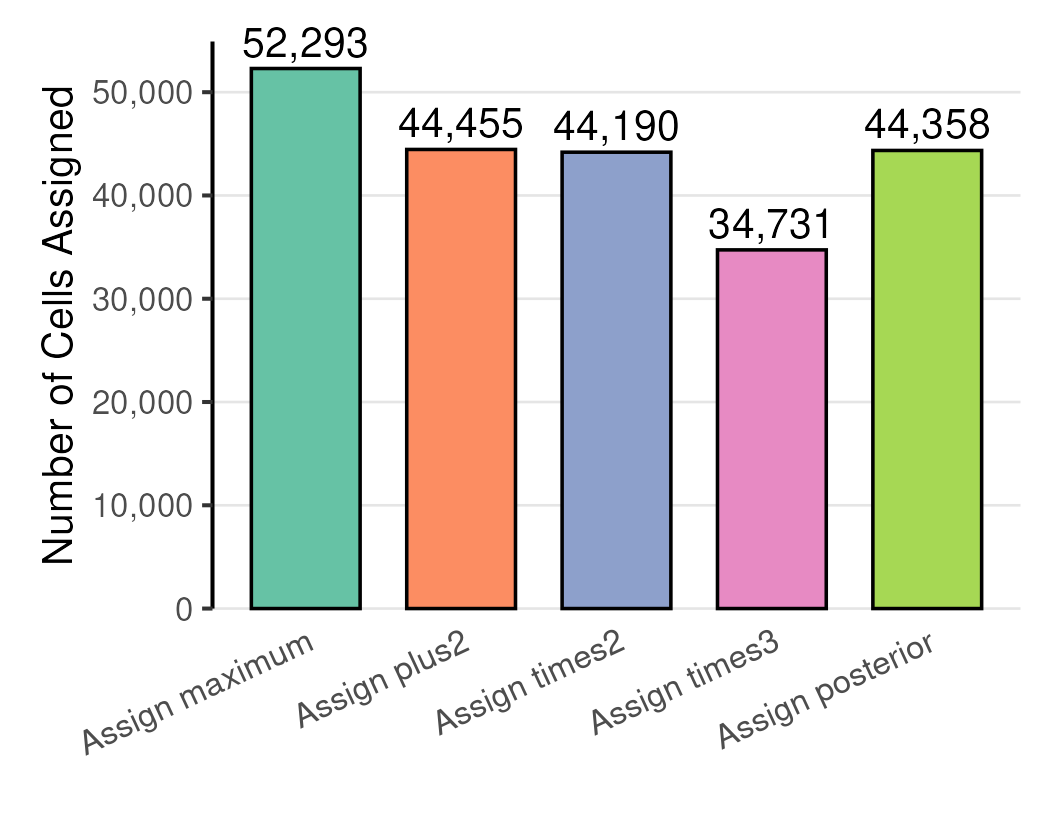 Number of Cells Assigned
50,000
40,000
30,000
20,000
10,000
0
52,293
44,455
44,190
34,731
44,358
Assign maximum
Assign plus2
Assign times2
Assign times3
Assign posterior